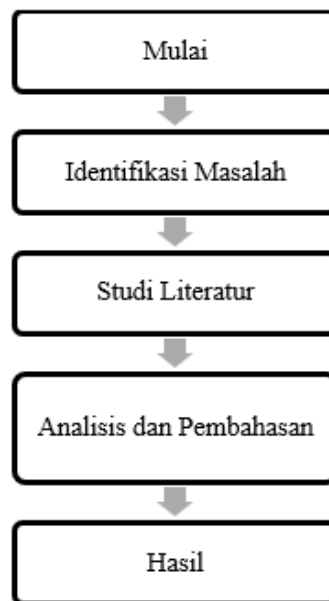 Mulai
Identifikasi Masalah
Studi Literatur
Analisis dan Pembahasan
Hasil